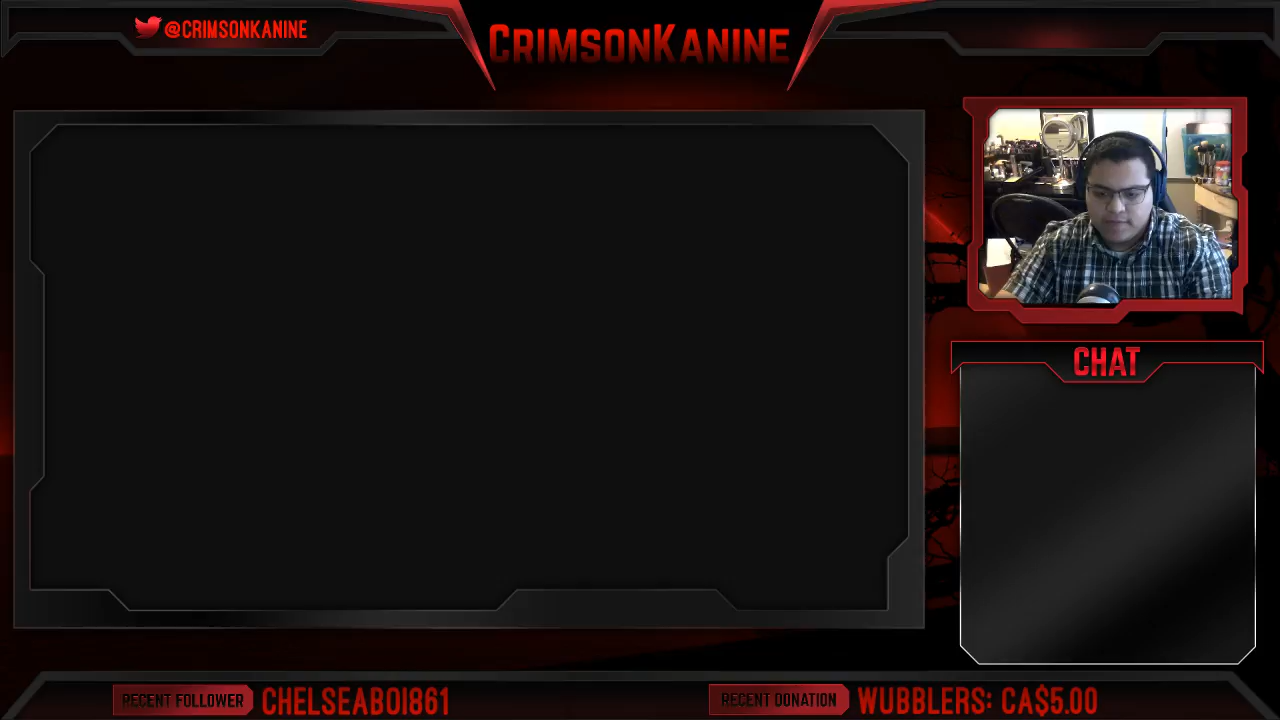 @CRIMSONKANINE
CRIMSONKANINE
CHAT
RECENT FOLLOWER CHELSEABOI861
RECENT DONATION WUBBLERS: CA$5.00